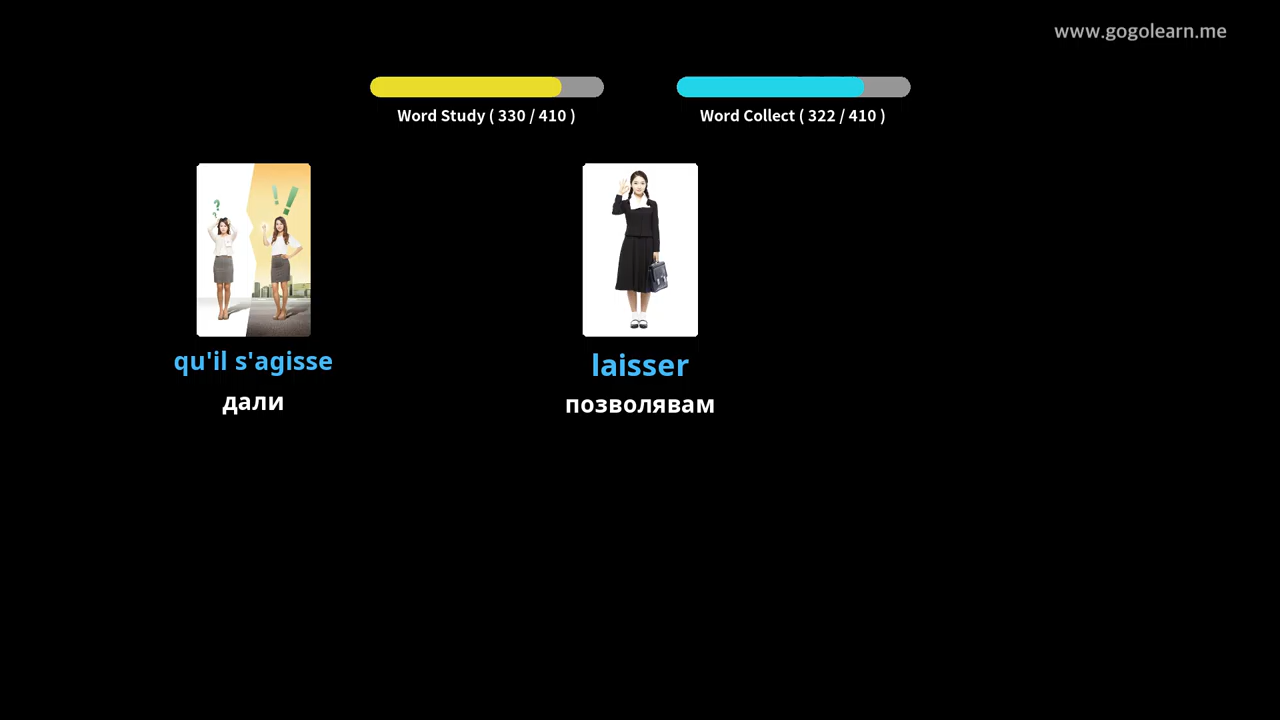 www.gogolearn.me
Word Study ( 330 / 410 )
Word Collect ( 322 / 410 )
qu'il s'agisse
дали
laisser
позволявам